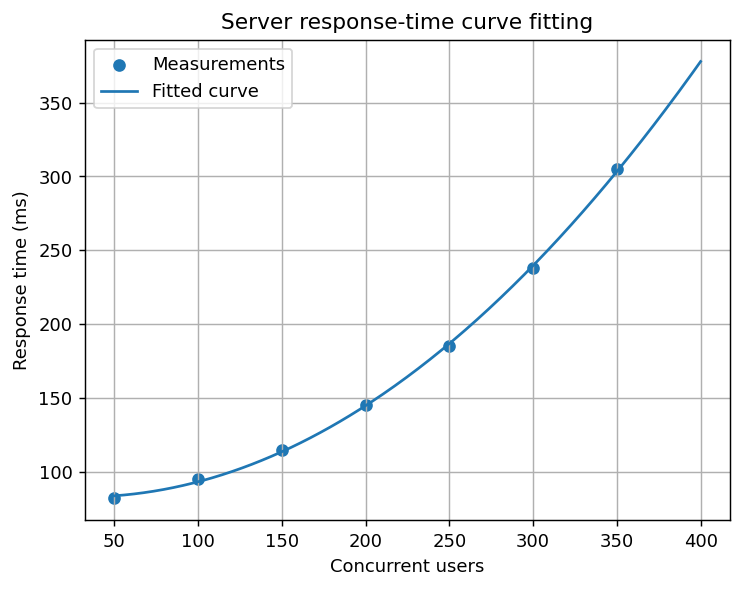 Server response-time curve fitting
Measurements
Fitted curve
350
300
250
200
150
100
Response time (ms)
50 100 150 200 250 300 350 400
Concurrent users